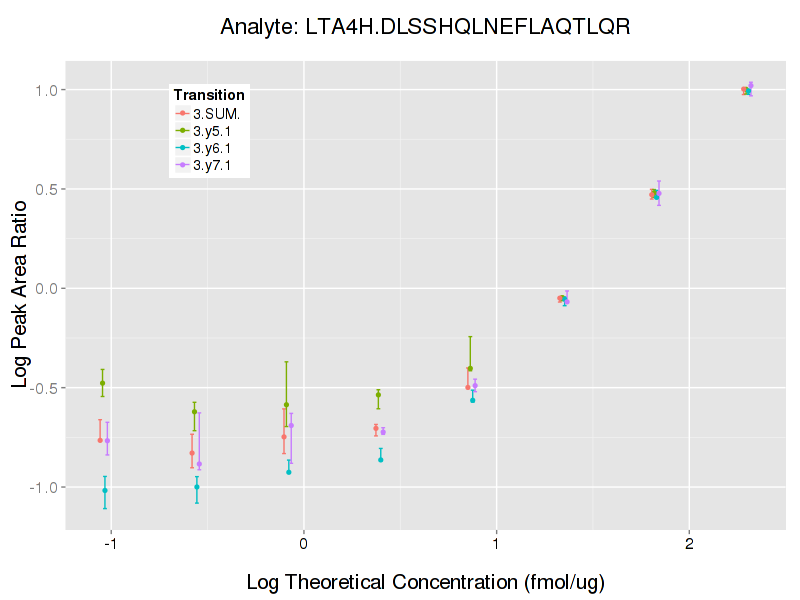 Analyte: LTA4H.DLSSHQLNEFLAQTLQR
Log Peak Area Ratio
1.0
0.5
0.0
-0.5
-1.0
Transition
3.SUM.
3.y5.1
3.y6.1
3.y7.1
-1
0
1
2
Log Theoretical Concentration (fmol/ug)